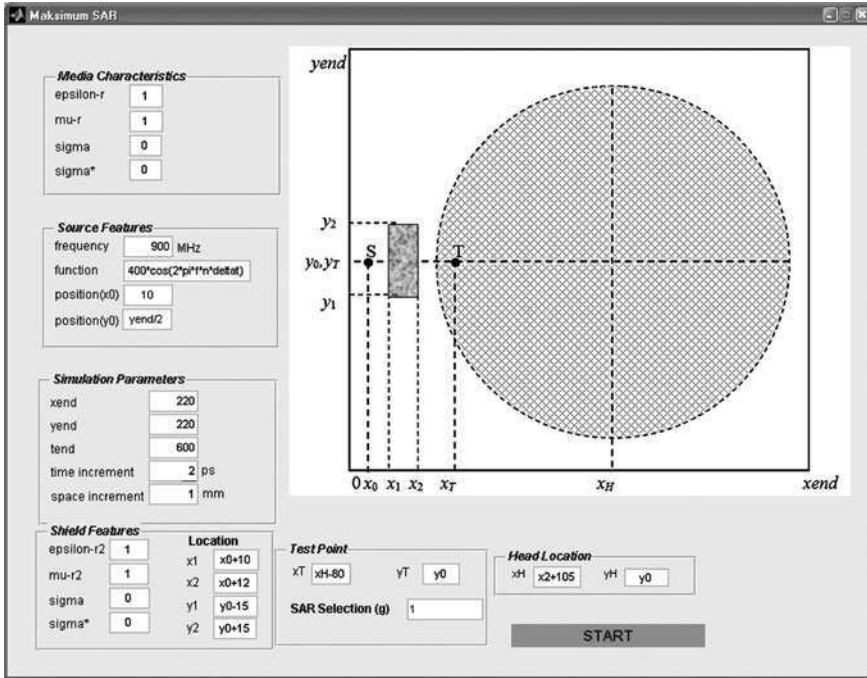 Maksimum SAR
Media Characteristics
epsilon-r 1
mu-r 1
sigma 0
sigma* 0
Source Features
frequency 900 MHz
function 400*cos(2*pi*f*n*deltat)
position(x0) 10
position(y0) yend/2
Simulation Parameters
xend 220
yend 220
tend 600
time increment 2 ps
space increment 1 mm
Shield Features
epsilon-r2 1
mu-r2 1
sigma 0
sigma* 0
Location
x1 x0+10
x2 x0+12
y1 y0-15
y2 y0+15
yend
y2
S T
y0,yT
y1
0 x0 x1 x2 xT xH xend
Test Point
xT xH-80 yT y0
SAR Selection (g) 1
Head Location
xH x2+105 yH y0
START